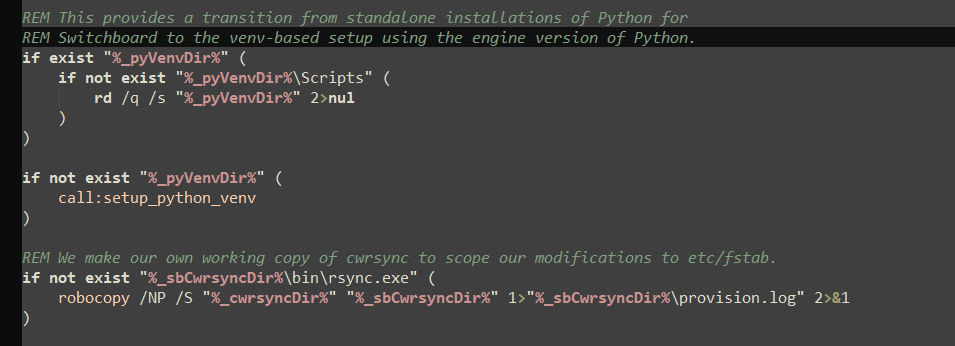 REM This provides a transition from standalone installations of Python for
REM Switchboard to the venv-based setup using the engine version of Python.
if exist "%_pyVenvDir%" (
    if not exist "%_pyVenvDir%\Scripts" (
        rd /q /s "%_pyVenvDir%" 2>nul
    )
)

if not exist "%_pyVenvDir%" (
    call:setup_python_venv
)

REM We make our own working copy of cwrsync to scope our modifications to etc/fstab.
if not exist "%_sbCwrsyncDir%\bin\rsync.exe" (
    robocopy /NP /S "%_cwrsyncDir%" "%_sbCwrsyncDir%" 1>"%_sbCwrsyncDir%\provision.log" 2>&1
)